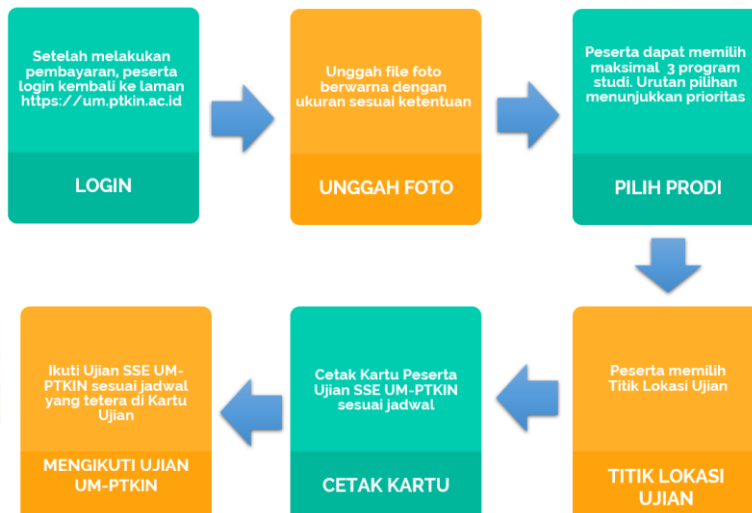 Setelah melakukan
pembayaran, peserta
login kembali ke laman
https://um.ptkin.ac.id
LOGIN
Unggah file foto
berwarna dengan
ukuran sesuai ketentuan
UNGGAH FOTO
Peserta dapat memilih
maksimal 3 program
studi. Urutan pilihan
menunjukkan prioritas
PILIH PRODI
Peserta memilih
Titik Lokasi Ujian
TITIK LOKASI
UJIAN
Cetak Kartu Peserta
Ujian SSE UM-PTKIN
sesuai jadwal
CETAK KARTU
Ikuti Ujian SSE UM-
PTKIN sesuai jadwal
yang tetera di Kartu
Ujian
MENGIKUTI UJIAN
UM-PTKIN